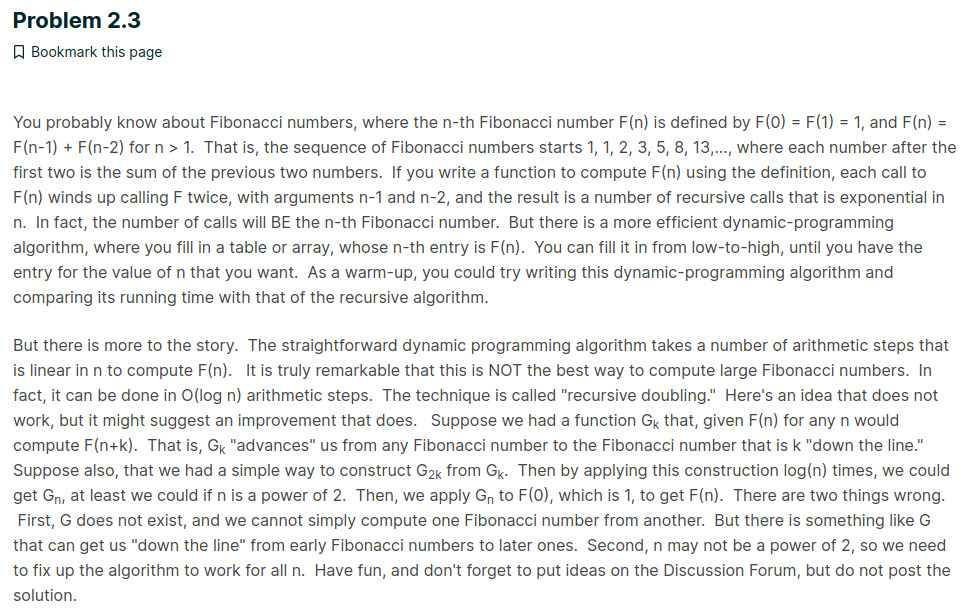 Problem 2.3
Bookmark this page
You probably know about Fibonacci numbers, where the n-th Fibonacci number F(n) is defined by F(0) = F(1) = 1, and F(n) =
F(n-1) + F(n-2) for n > 1.  That is, the sequence of Fibonacci numbers starts 1, 1, 2, 3, 5, 8, 13,..., where each number after the
first two is the sum of the previous two numbers.  If you write a function to compute F(n) using the definition, each call to
F(n) winds up calling F twice, with arguments n-1 and n-2, and the result is a number of recursive calls that is exponential in
n.  In fact, the number of calls will BE the n-th Fibonacci number.  But there is a more efficient dynamic-programming
algorithm, where you fill in a table or array, whose n-th entry is F(n).  You can fill it in from low-to-high, until you have the
entry for the value of n that you want.  As a warm-up, you could try writing this dynamic-programming algorithm and
comparing its running time with that of the recursive algorithm.
But there is more to the story.  The straightforward dynamic programming algorithm takes a number of arithmetic steps that
is linear in n to compute F(n).   It is truly remarkable that this is NOT the best way to compute large Fibonacci numbers.  In
fact, it can be done in O(log n) arithmetic steps.  The technique is called "recursive doubling."  Here's an idea that does not
work, but it might suggest an improvement that does.   Suppose we had a function Gₖ that, given F(n) for any n would
compute F(n+k).  That is, Gₖ "advances" us from any Fibonacci number to the Fibonacci number that is k "down the line."
Suppose also, that we had a simple way to construct G₂ₖ from Gₖ.  Then by applying this construction log(n) times, we could
get Gₙ, at least we could if n is a power of 2.  Then, we apply Gₙ to F(0), which is 1, to get F(n).  There are two things wrong.
First, G does not exist, and we cannot simply compute one Fibonacci number from another.  But there is something like G
that can get us "down the line" from early Fibonacci numbers to later ones.  Second, n may not be a power of 2, so we need
to fix up the algorithm to work for all n.  Have fun, and don't forget to put ideas on the Discussion Forum, but do not post the
solution.